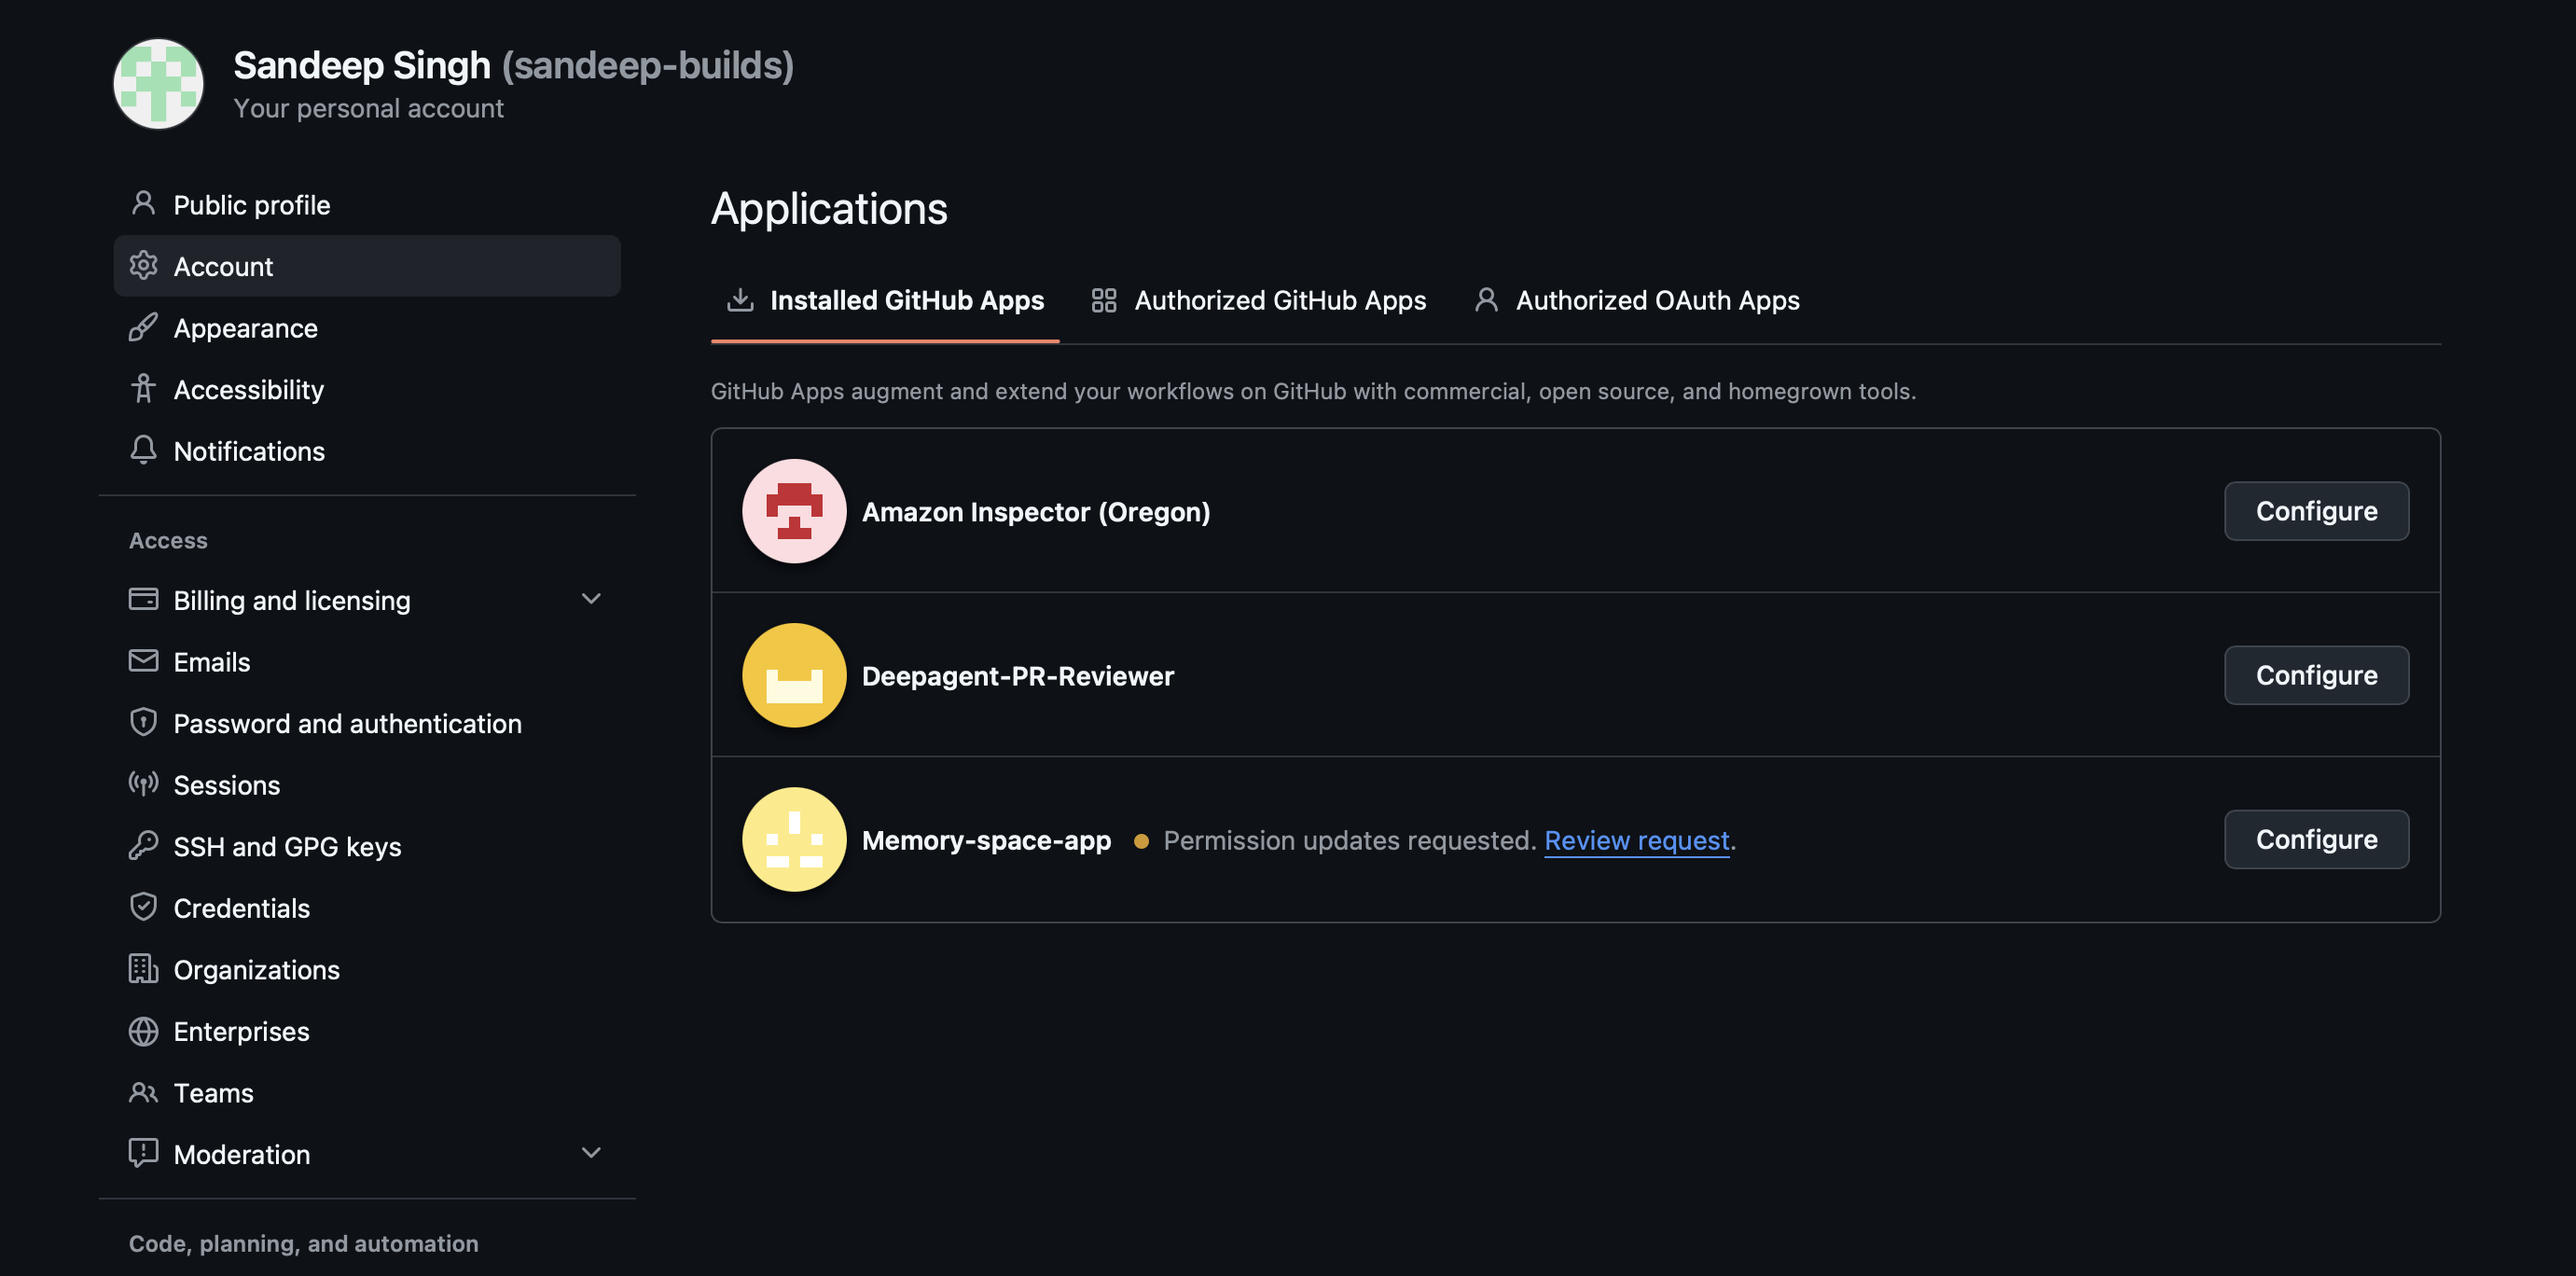 Sandeep Singh (sandeep-builds)
Your personal account
Public profile
Account
Appearance
Accessibility
Notifications
Access
Billing and licensing
Emails
Password and authentication
Sessions
SSH and GPG keys
Credentials
Organizations
Enterprises
Teams
Moderation
Code, planning, and automation
Applications
Installed GitHub Apps Authorized GitHub Apps Authorized OAuth Apps
GitHub Apps augment and extend your workflows on GitHub with commercial, open source, and homegrown tools.
Amazon Inspector (Oregon) Configure
Deepagent-PR-Reviewer Configure
Memory-space-app Permission updates requested. Review request. Configure